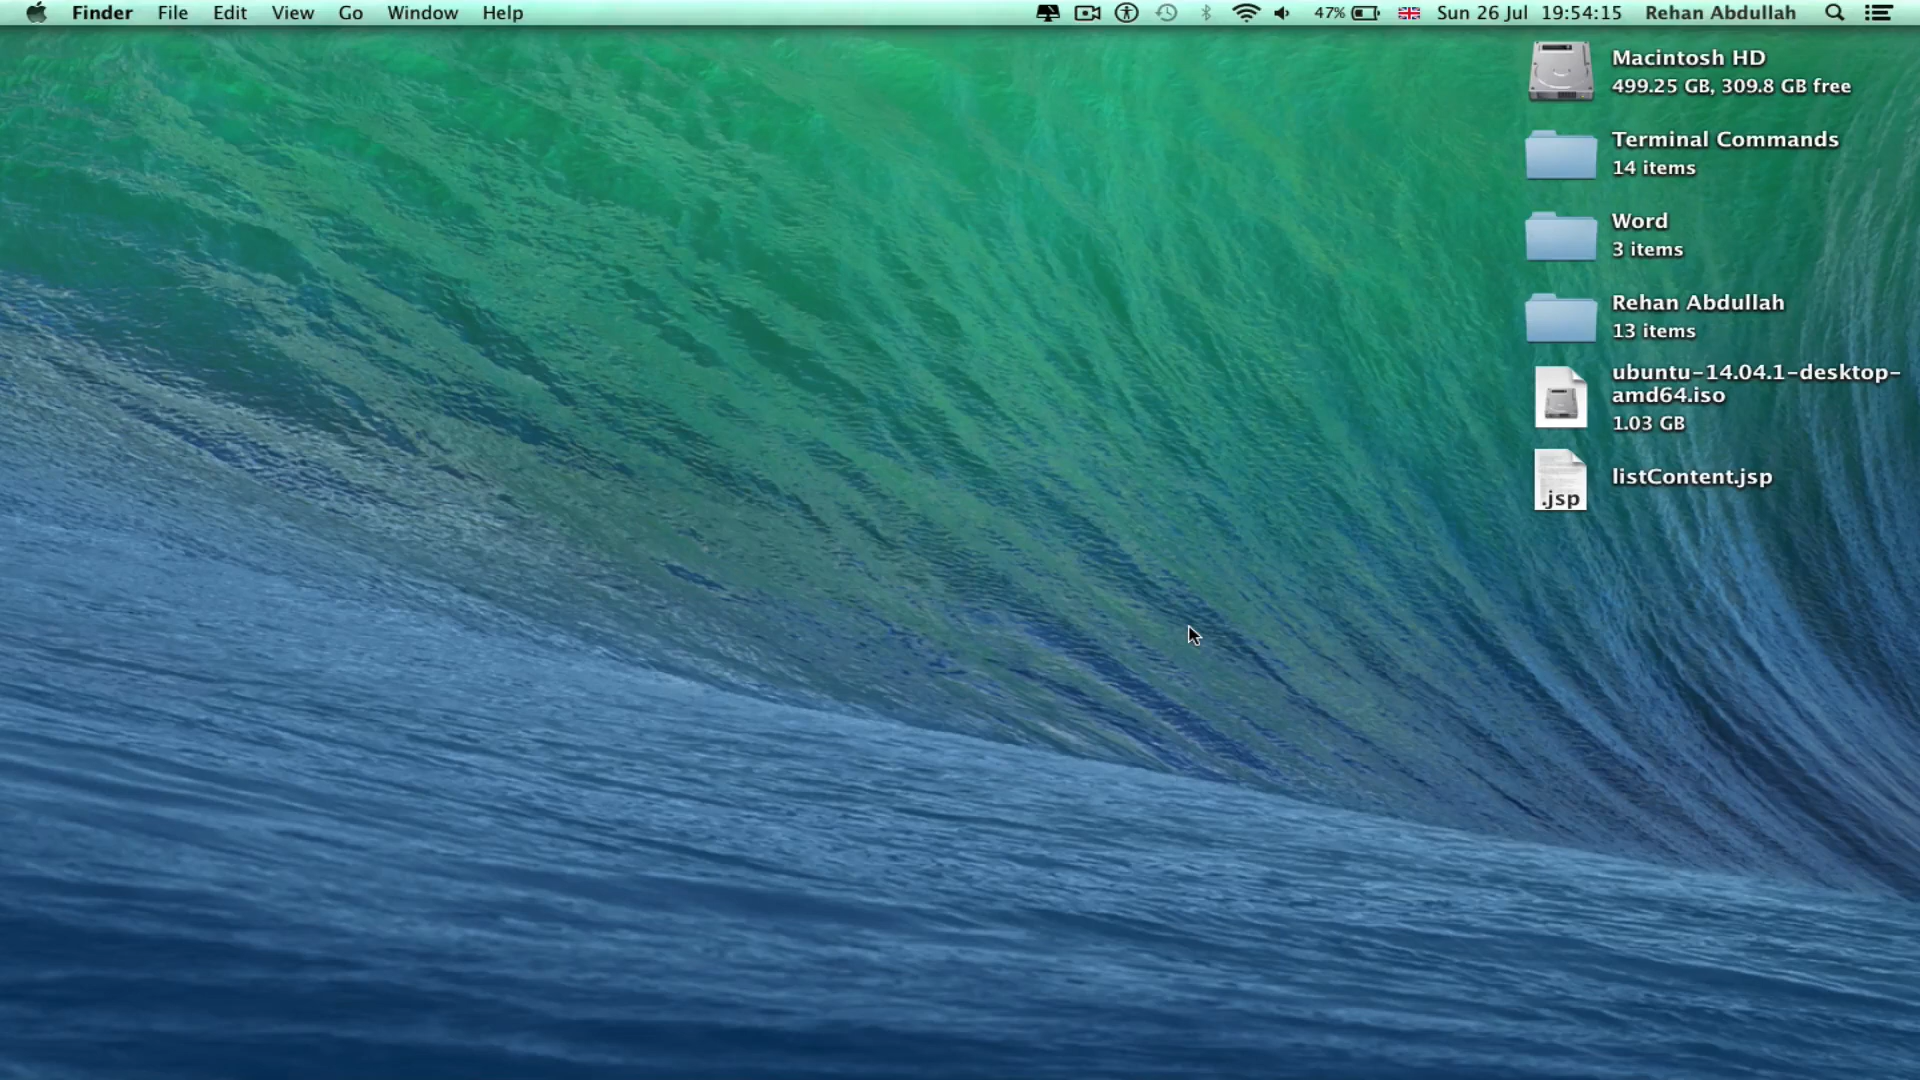 Finder File Edit View Go Window Help 47% Sun 26 Jul 19:54:15 Rehan Abdullah
Macintosh HD
499.25 GB, 309.8 GB free
Terminal Commands
14 items
Word
3 items
Rehan Abdullah
13 items
ubuntu-14.04.1-desktop-
amd64.iso
1.03 GB
.jsp
listContent.jsp